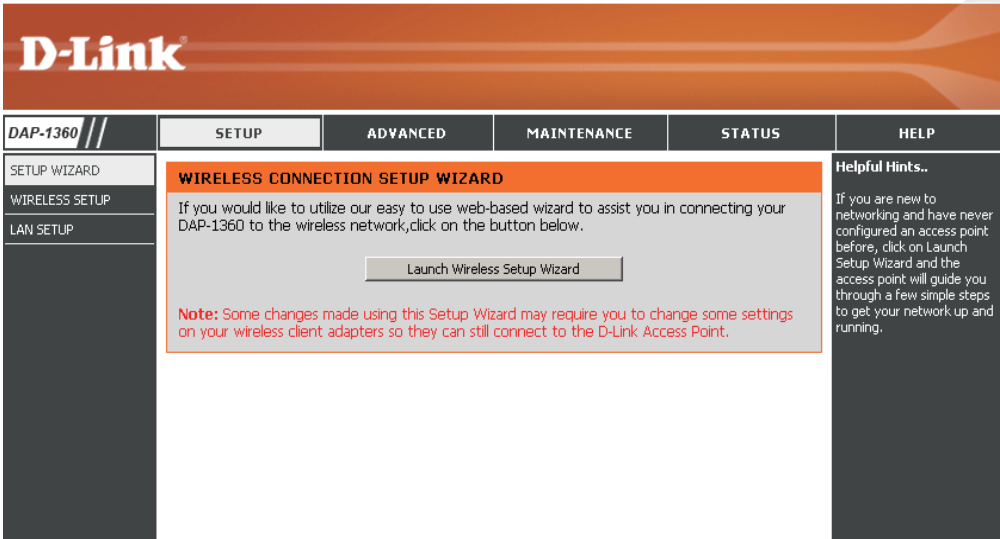 D-Link®
DAP-1360
SETUP
ADVANCED
MAINTENANCE
STATUS
HELP
SETUP WIZARD
WIRELESS SETUP
LAN SETUP
WIRELESS CONNECTION SETUP WIZARD
If you would like to utilize our easy to use web-based wizard to assist you in connecting your
DAP-1360 to the wireless network,click on the button below.
Launch Wireless Setup Wizard
Note: Some changes made using this Setup Wizard may require you to change some settings
on your wireless client adapters so they can still connect to the D-Link Access Point.
Helpful Hints..
If you are new to
networking and have never
configured an access point
before, click on Launch
Setup Wizard and the
access point will guide you
through a few simple steps
to get your network up and
running.